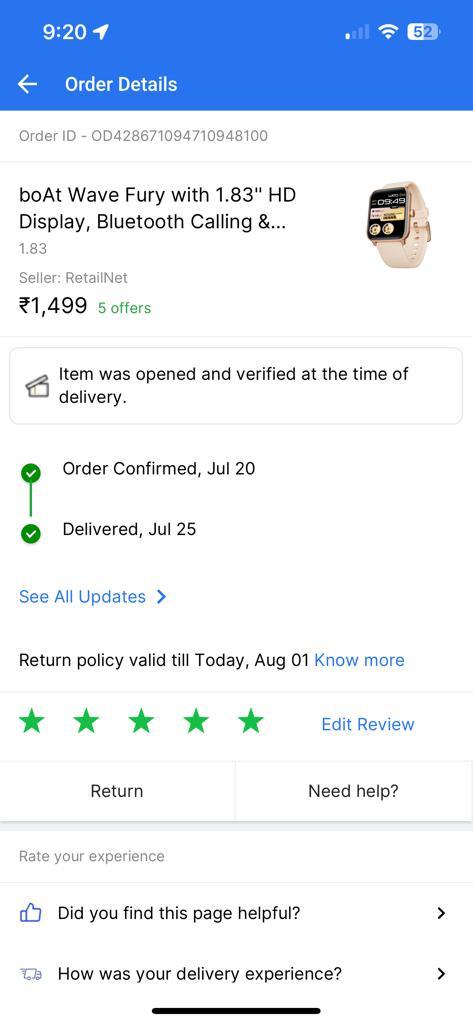 9:20
52
Order Details
Order ID - OD428671094710948100
boAt Wave Fury with 1.83" HD
Display, Bluetooth Calling &...
1.83
Seller: RetailNet
₹1,499 5 offers
09:49
Item was opened and verified at the time of
delivery.
Order Confirmed, Jul 20
Delivered, Jul 25
See All Updates
Return policy valid till Today, Aug 01 Know more
Edit Review
Return Need help?
Rate your experience
Did you find this page helpful?
How was your delivery experience?